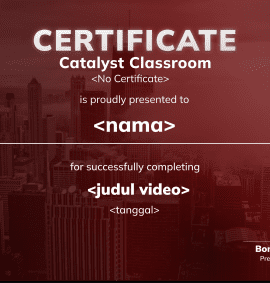 CERTIFICATE
Catalyst Classroom
<No Certificate>
is proudly presented to
<nama>
for successfully completing
<judul video>
<tanggal>